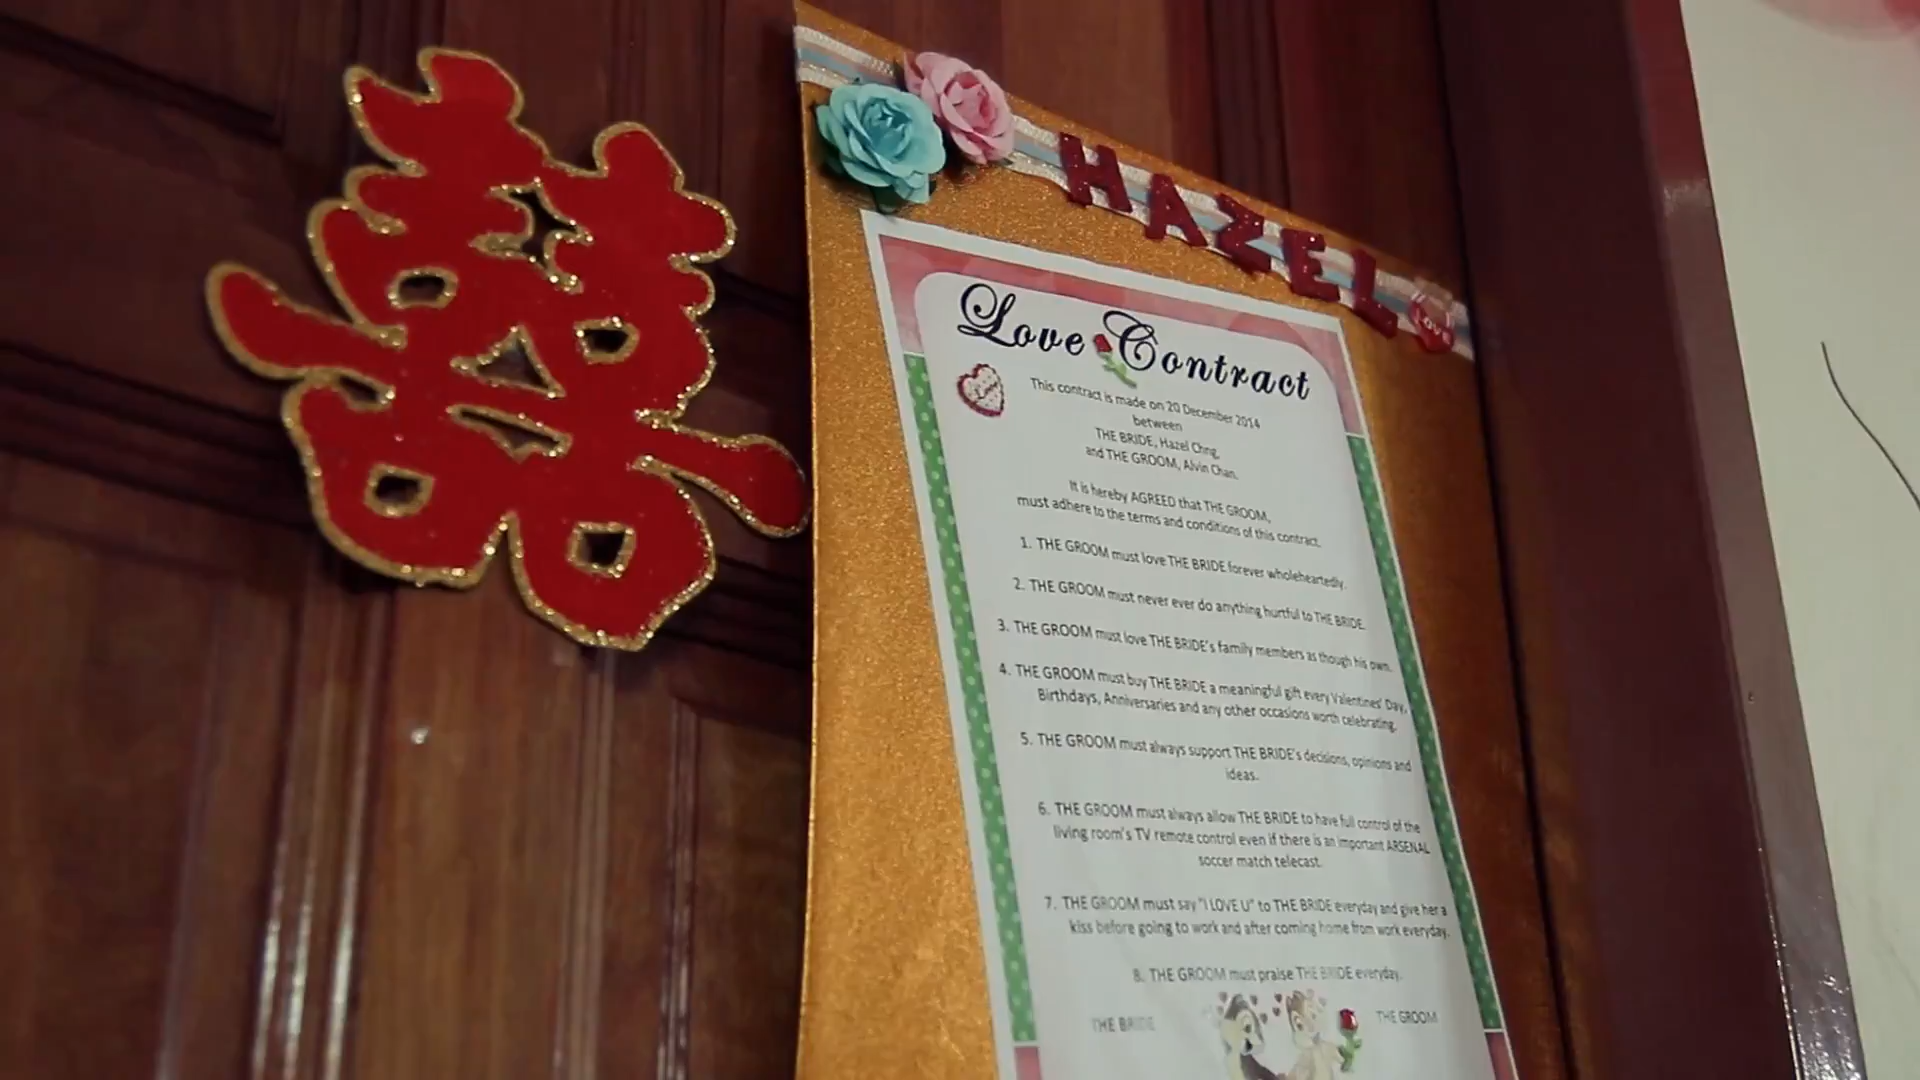 囍
HAZEL
LOVE
Love Contract
This contract is made on 20 December 2014
between
THE BRIDE, Hazel Chng,
and THE GROOM, Alvin Chan.
It is hereby AGREED that THE GROOM,
must adhere to the terms and conditions of this contract.
1. THE GROOM must love THE BRIDE forever wholeheartedly.
2. THE GROOM must never ever do anything hurtful to THE BRIDE.
3. THE GROOM must love THE BRIDE's family members as though his own.
4. THE GROOM must buy THE BRIDE a meaningful gift every Valentines' Day,
Birthdays, Anniversaries and any other occasions worth celebrating.
5. THE GROOM must always support THE BRIDE's decisions, opinions and
ideas.
6. THE GROOM must always allow THE BRIDE to have full control of the
living room's TV remote control even if there is an important ARSENAL
soccer match telecast.
7. THE GROOM must say "I LOVE U" to THE BRIDE everyday and give her a
kiss before going to work and after coming home from work everyday.
8. THE GROOM must praise THE BRIDE everyday.
THE BRIDE THE GROOM